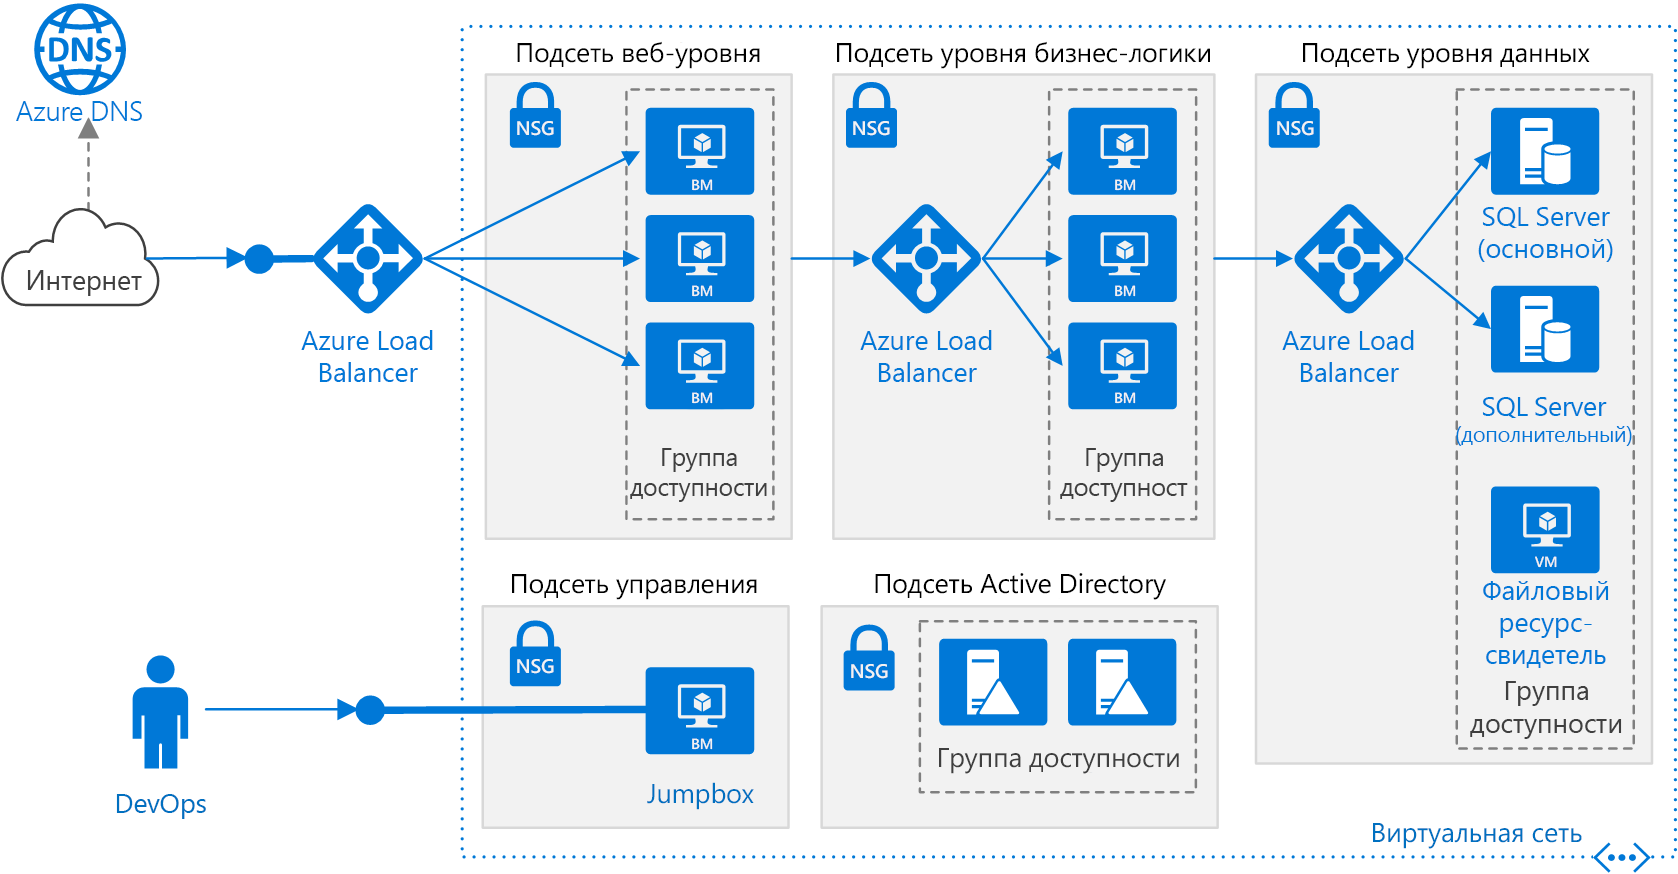 DNS
Azure DNS
Интернет
Azure Load
Balancer
Подсеть веб-уровня
NSG
ВМ
ВМ
ВМ
Группа
доступности
Подсеть уровня бизнес-логики
NSG
Azure Load
Balancer
ВМ
ВМ
ВМ
Группа
доступност
Подсеть уровня данных
NSG
Azure Load
Balancer
SQL Server
(основной)
SQL Server
(дополнительный)
VM
Файловый
ресурс-
свидетель
Группа
доступности
DevOps
Подсеть управления
NSG
ВМ
Jumpbox
Подсеть Active Directory
NSG
Группа доступности
Виртуальная сеть